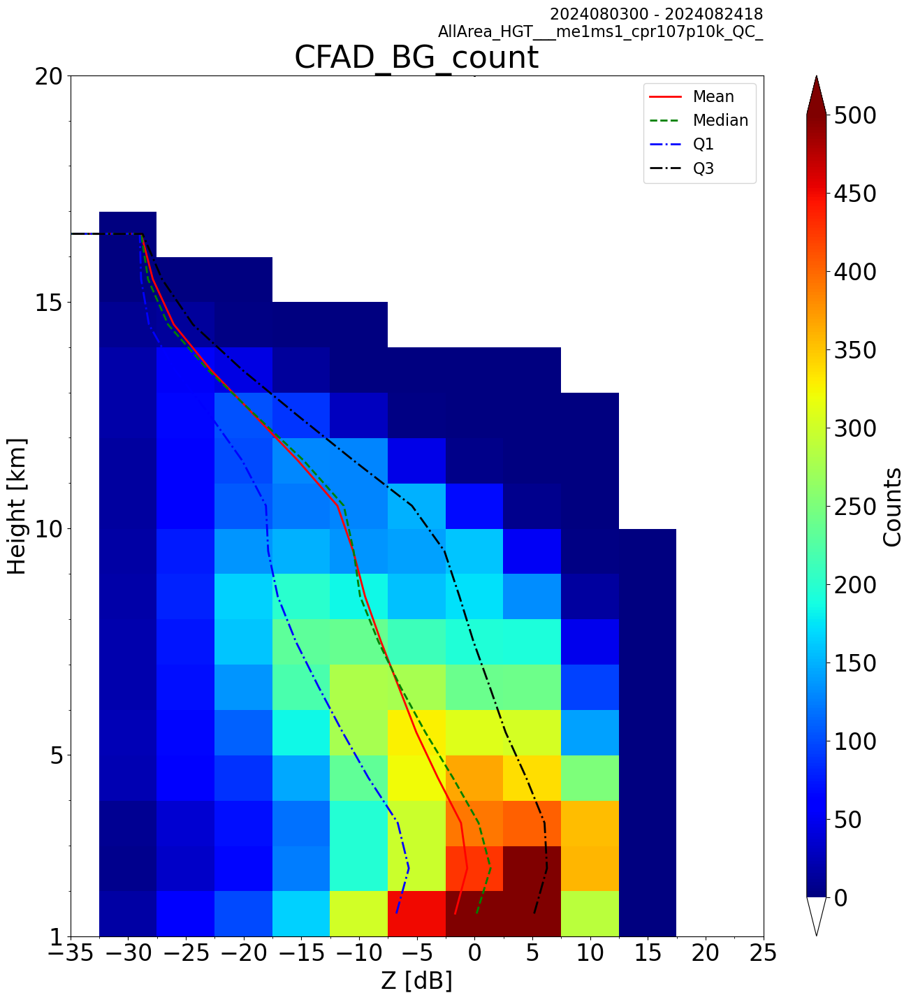 2024080300 - 2024082418
AllArea_HGT___me1ms1_cpr107p10k_QC_
CFAD_BG_count
Mean
Median
Q1
Q3
20
15
10
5
1
Height [km]
−35 −30 −25 −20 −15 −10 −5 0 5 10 15 20 25
Z [dB]
500
450
400
350
300
250
200
150
100
50
0
Counts